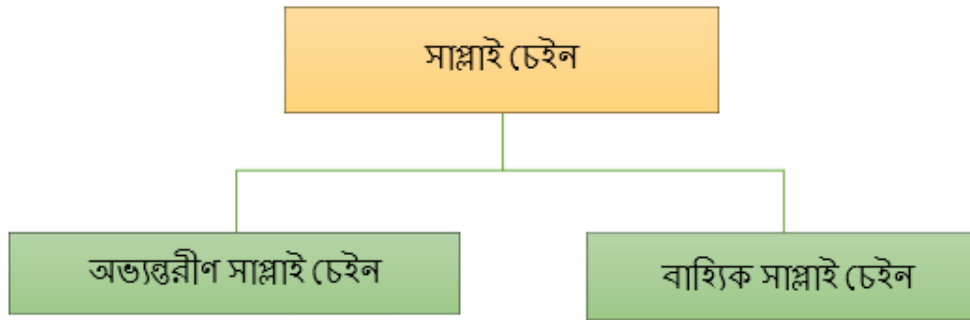 সাপ্লাই চেইন
অভ্যন্তরীণ সাপ্লাই চেইন
বাহ্যিক সাপ্লাই চেইন